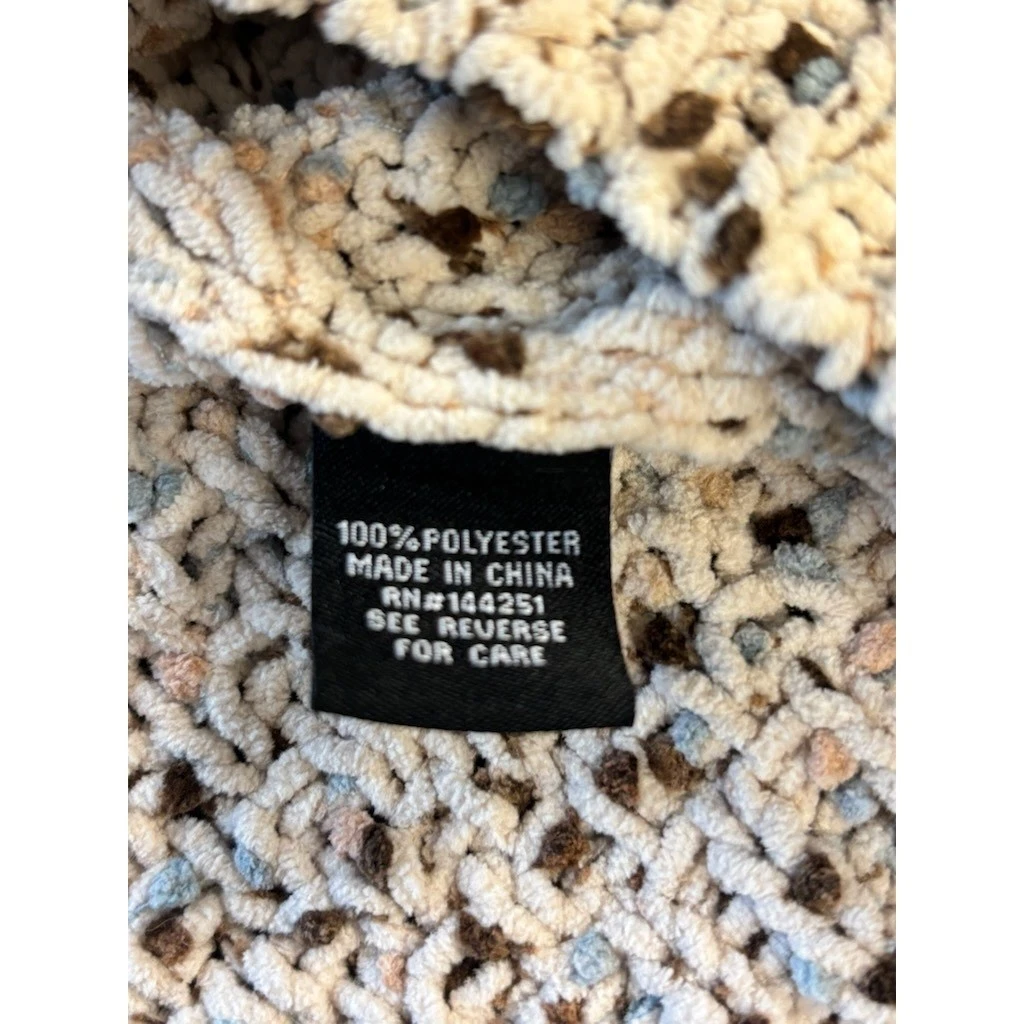 100%POLYESTER
MADE IN CHINA
RN#144251
SEE REVERSE
FOR CARE